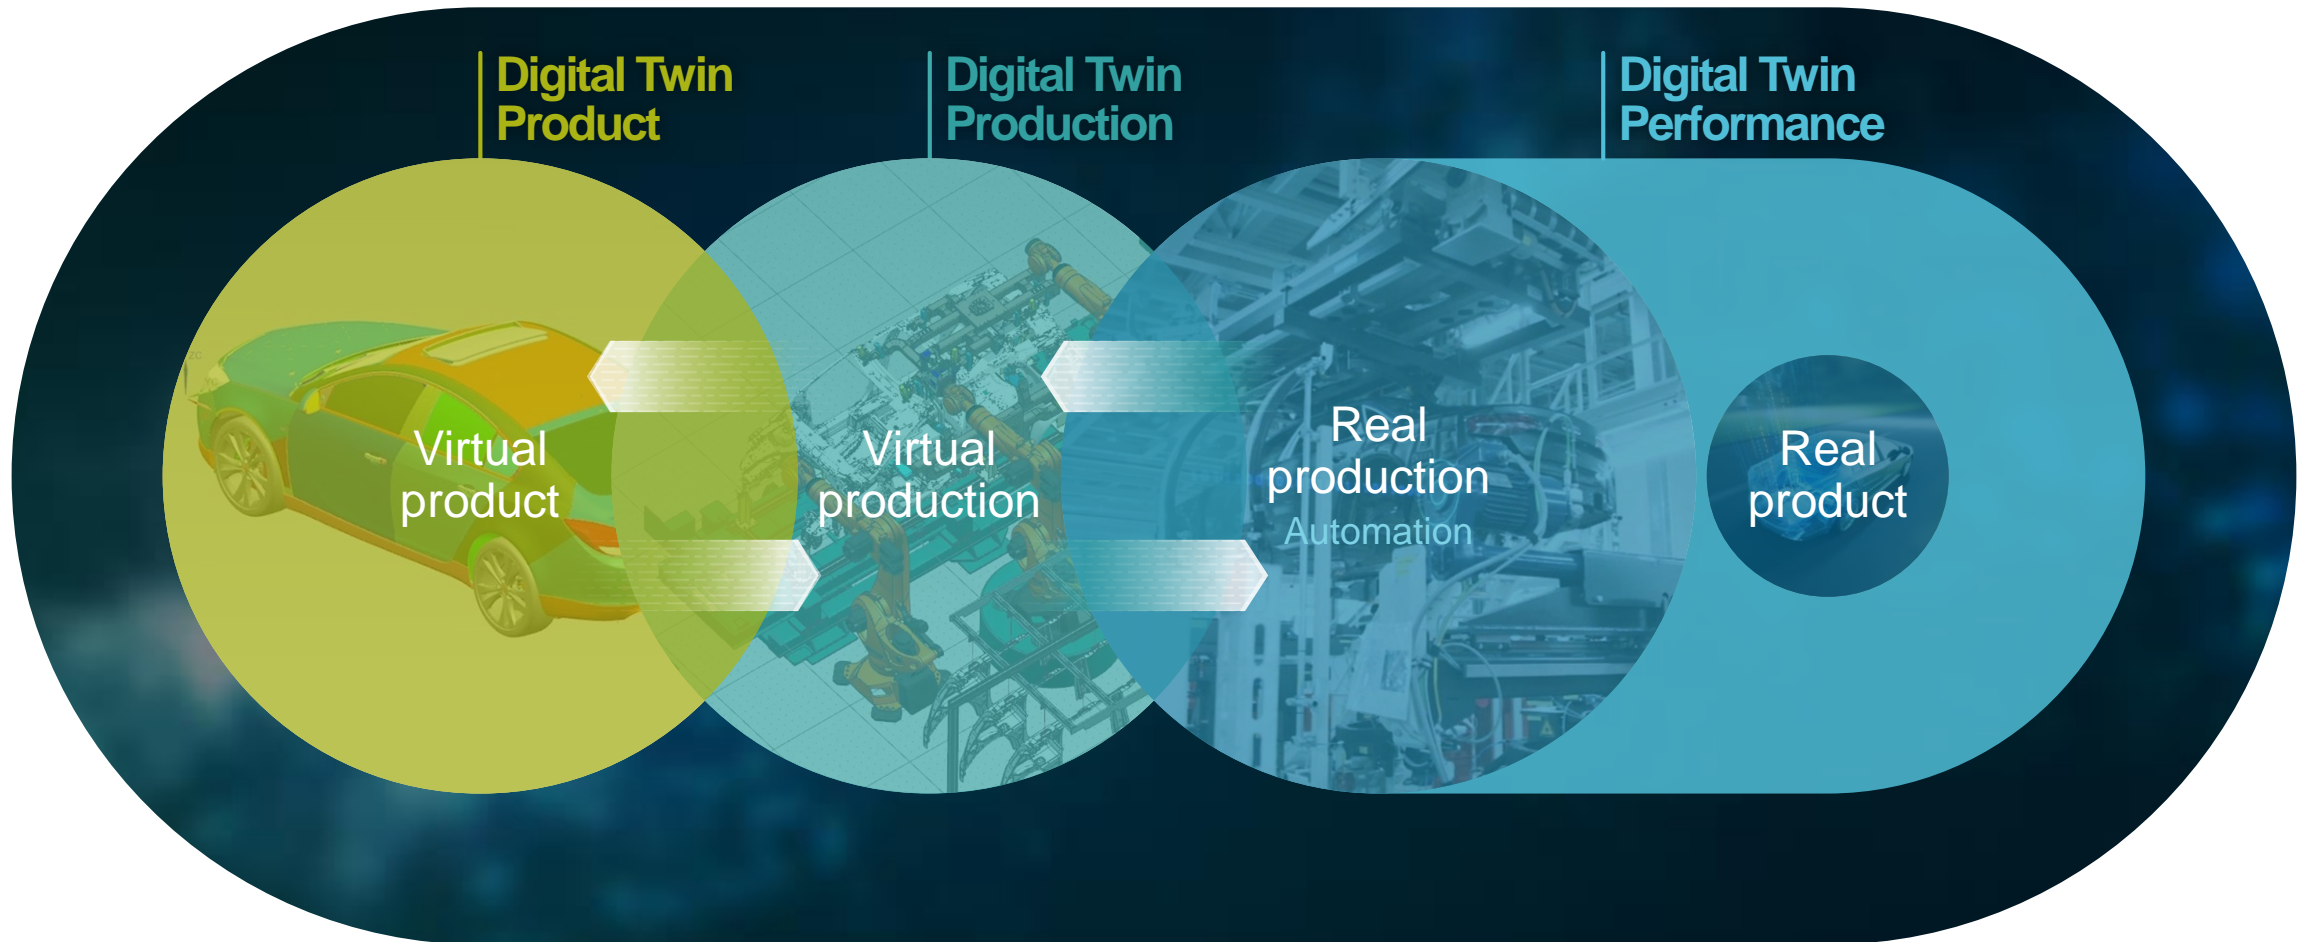 Digital Twin
Product
Digital Twin
Production
Digital Twin
Performance
Virtual
product
Virtual
production
Real
production
Automation
Real
product